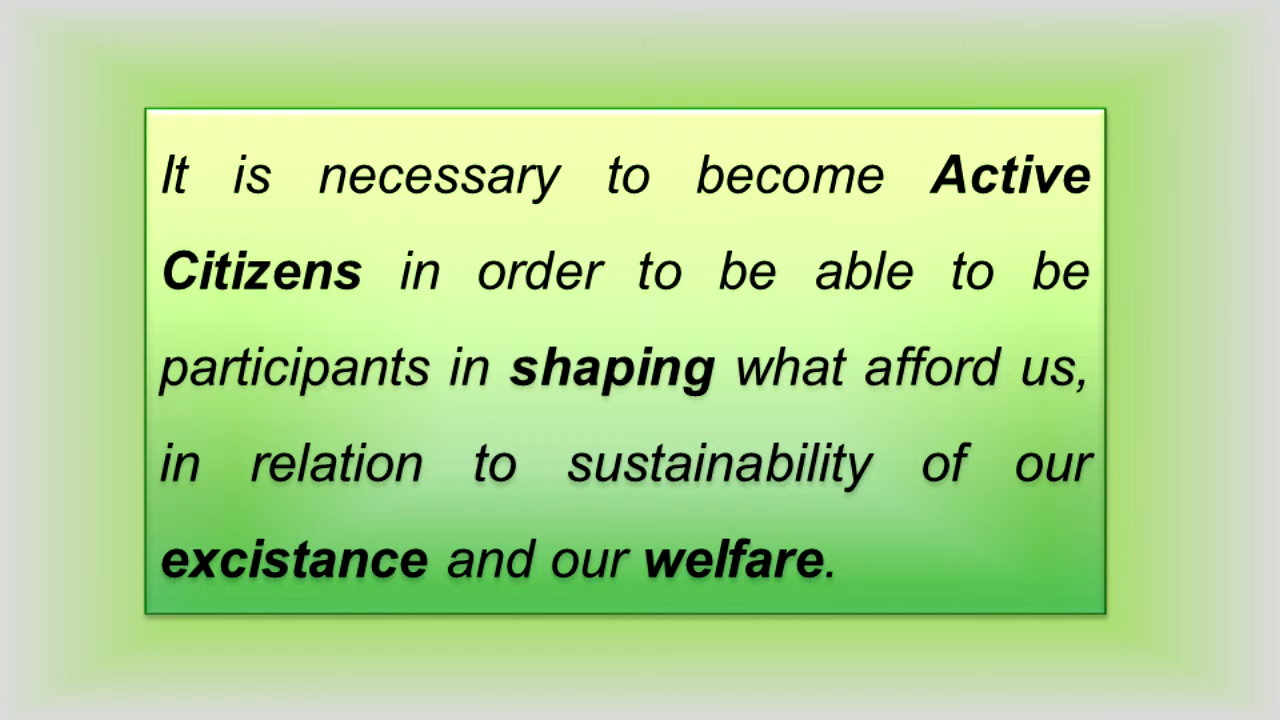 It is necessary to become Active
Citizens in order to be able to be
participants in shaping what afford us,
in relation to sustainability of our
excistance and our welfare.